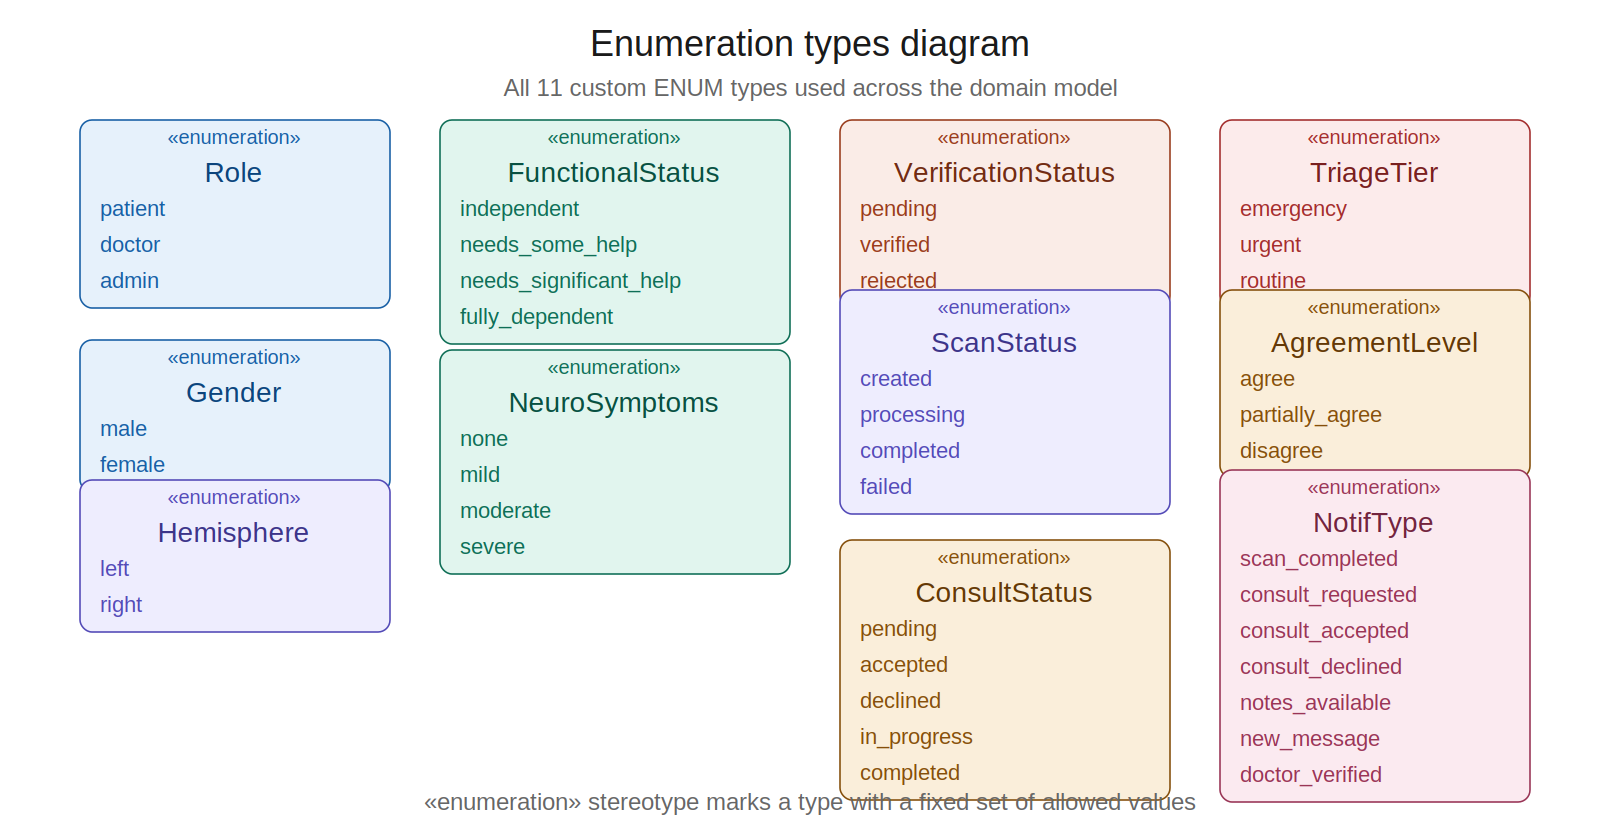 Enumeration types diagram
All 11 custom ENUM types used across the domain model
«enumeration»
Role
patient
doctor
admin
«enumeration»
Gender
male
female
«enumeration»
Hemisphere
left
right
«enumeration»
FunctionalStatus
independent
needs_some_help
needs_significant_help
fully_dependent
«enumeration»
NeuroSymptoms
none
mild
moderate
severe
«enumeration»
VerificationStatus
pending
verified
rejected
«enumeration»
ScanStatus
created
processing
completed
failed
«enumeration»
ConsultStatus
pending
accepted
declined
in_progress
completed
«enumeration»
TriageTier
emergency
urgent
routine
«enumeration»
AgreementLevel
agree
partially_agree
disagree
«enumeration»
NotifType
scan_completed
consult_requested
consult_accepted
consult_declined
notes_available
new_message
doctor_verified
«enumeration» stereotype marks a type with a fixed set of allowed values